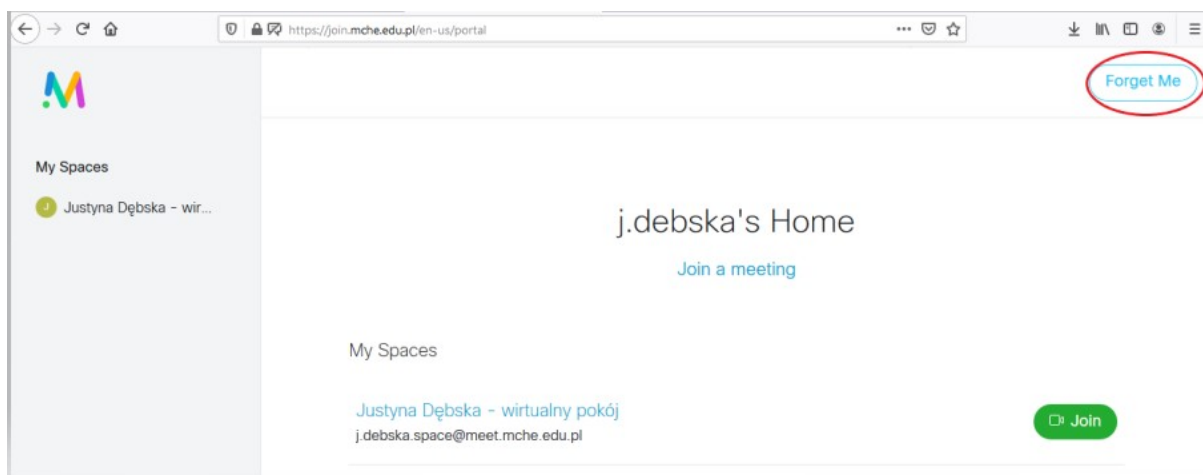 https://join.mche.edu.pl/en-us/portal
Forget Me
My Spaces
J Justyna Dębska - wir...
j.debska's Home
Join a meeting
My Spaces
Justyna Dębska - wirtualny pokój
j.debska.space@meet.mche.edu.pl
Join